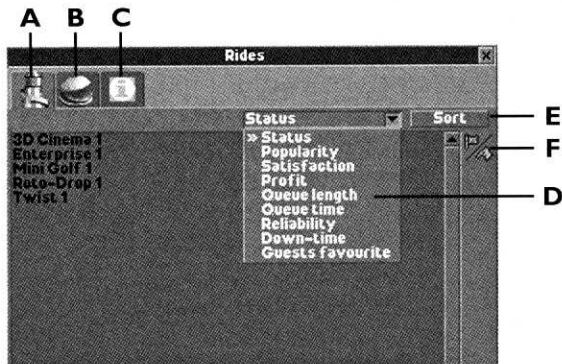 A B C
Rides
Status Sort E
3D Cinema 1
Enterprise 1
Mini Golf 1
Roto-Drop 1
Twist 1
» Status
Popularity
Satisfaction
Profit
Queue length
Queue time
Reliability
Down-time
Guests favourite
F
D